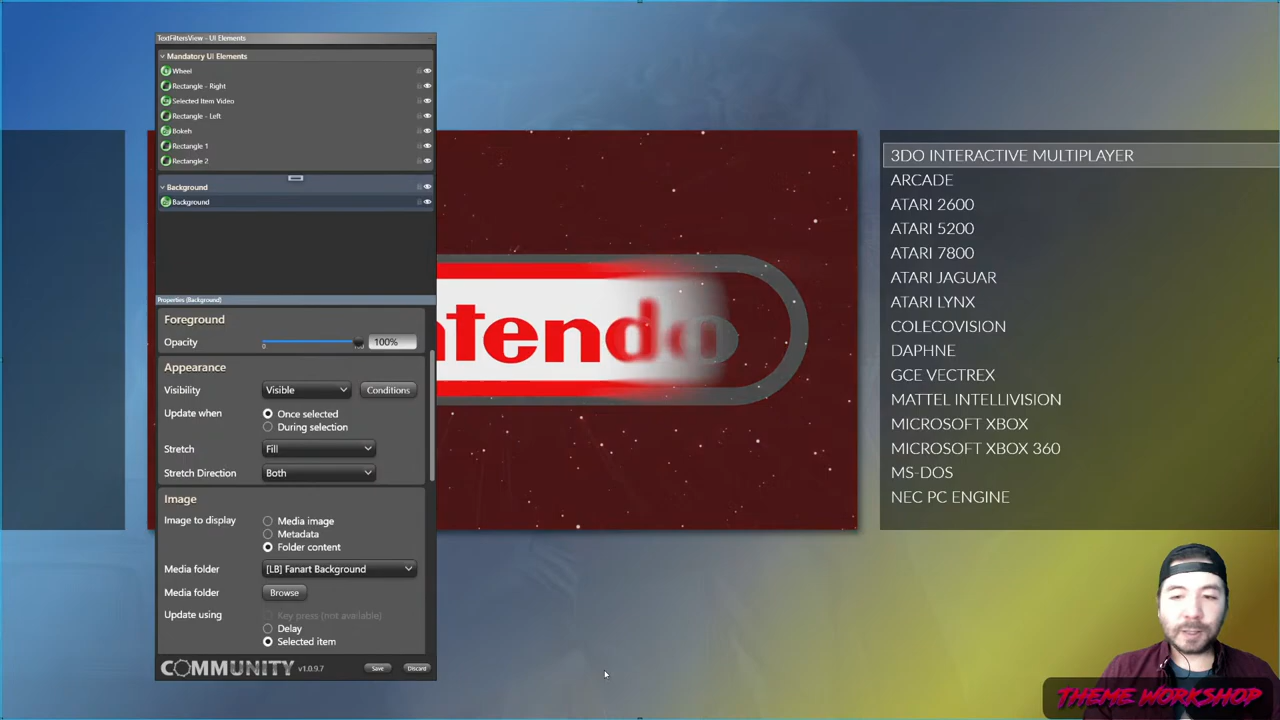 TextFiltersView - UI Elements
Mandatory UI Elements
Wheel
Rectangle - Right
Selected Item Video
Rectangle - Left
Bokeh
Rectangle 1
Rectangle 2
Background
Background
Properties (Background)
Foreground
Opacity
0
100%
Appearance
Visibility
Visible
Conditions
Update when
Once selected
During selection
Stretch
Fill
Stretch Direction
Both
Image
Image to display
Media image
Metadata
Folder content
Media folder
[LB] Fanart Background
Media folder
Browse
Update using
Key press (not available)
Delay
Selected item
COMMUNITY v1.0.9.7
Save
Discard
ntendo
3DO INTERACTIVE MULTIPLAYER
ARCADE
ATARI 2600
ATARI 5200
ATARI 7800
ATARI JAGUAR
ATARI LYNX
COLECOVISION
DAPHNE
GCE VECTREX
MATTEL INTELLIVISION
MICROSOFT XBOX
MICROSOFT XBOX 360
MS-DOS
NEC PC ENGINE
THEME WORKSHOP